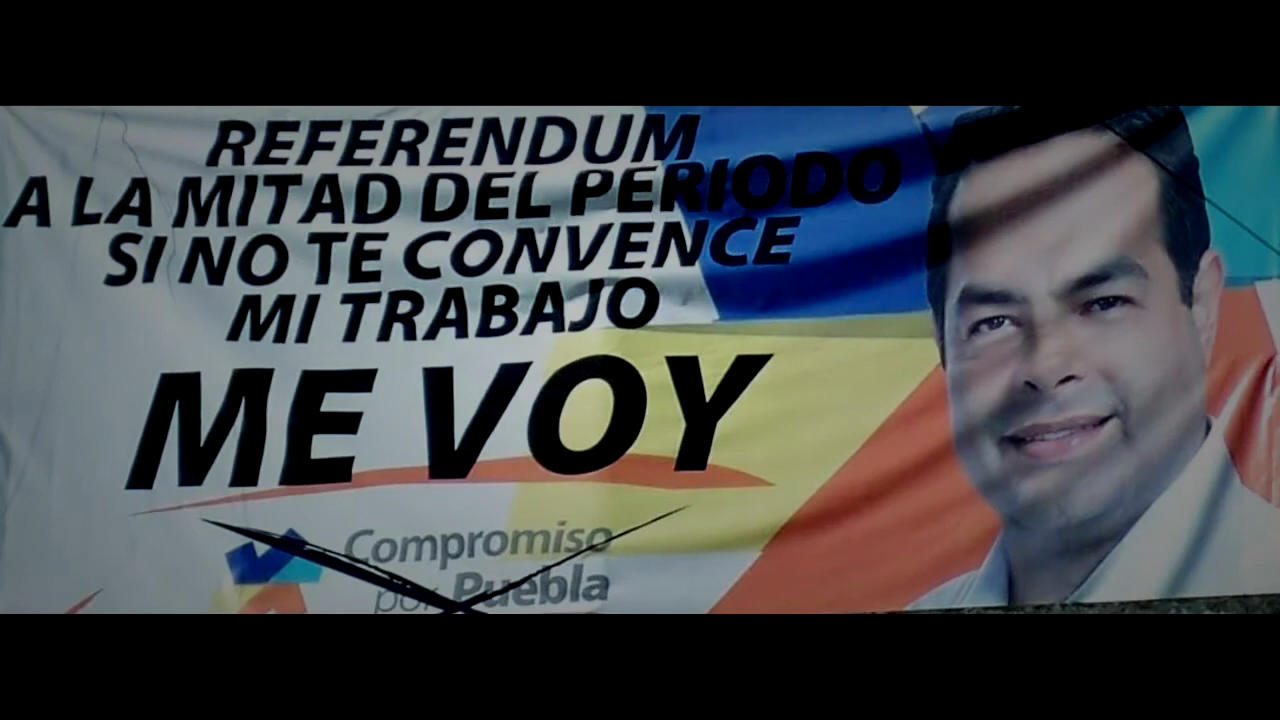 REFERENDUM
A LA MITAD DEL PERIODO
SI NO TE CONVENCE
MI TRABAJO
ME VOY
Compromiso
por Puebla